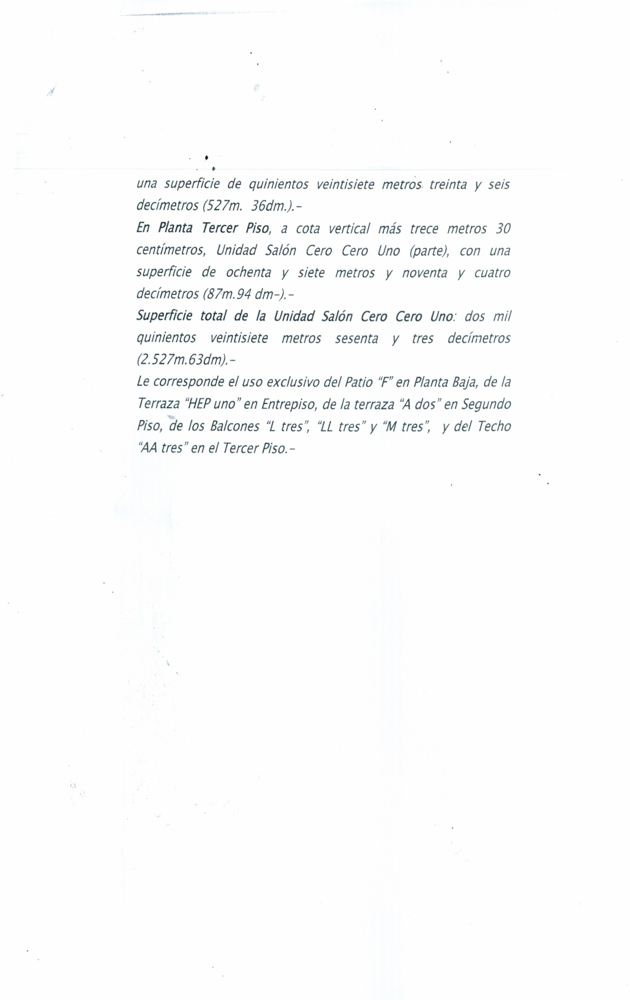 una superficie de quinientos veintisiete metros. treinta y seis
decímetros (527m. 36dm.).-
En Planta Tercer Piso, a cota vertical más trece metros 30
centímetros, Unidad Salón Cero Cero Uno (parte), con una
superficie de ochenta y siete metros y noventa y cuatro
decímetros (87m.94 dm-).-
Superficie total de la Unidad Salón Cero Cero Uno: dos mil
quinientos veintisiete metros sesenta y tres decímetros
(2.527m.63dm).-
Le corresponde el uso exclusivo del Patio “F” en Planta Baja, de la
Terraza “HEP uno” en Entrepiso, de la terraza “A dos” en Segundo
Piso, de los Balcones “L tres”, “LL tres” y “M tres”, y del Techo
“AA tres” en el Tercer Piso.-